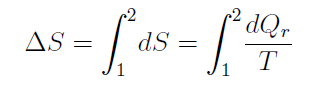 ΔS = ∫₁² dS = ∫₁² dQᵣ/T